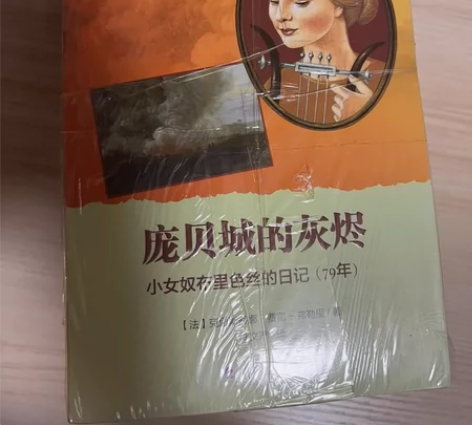 庞贝城的灰烬
小女奴布里色丝的日记（79年）
【法】
著